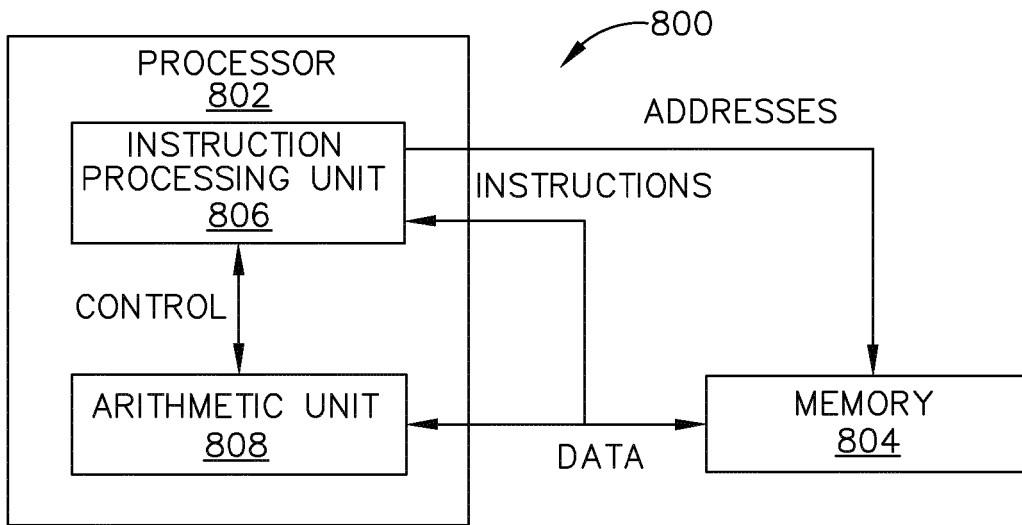 800
PROCESSOR
802
ADDRESSES
INSTRUCTION
PROCESSING UNIT
806
INSTRUCTIONS
CONTROL
ARITHMETIC UNIT
808
DATA
MEMORY
804